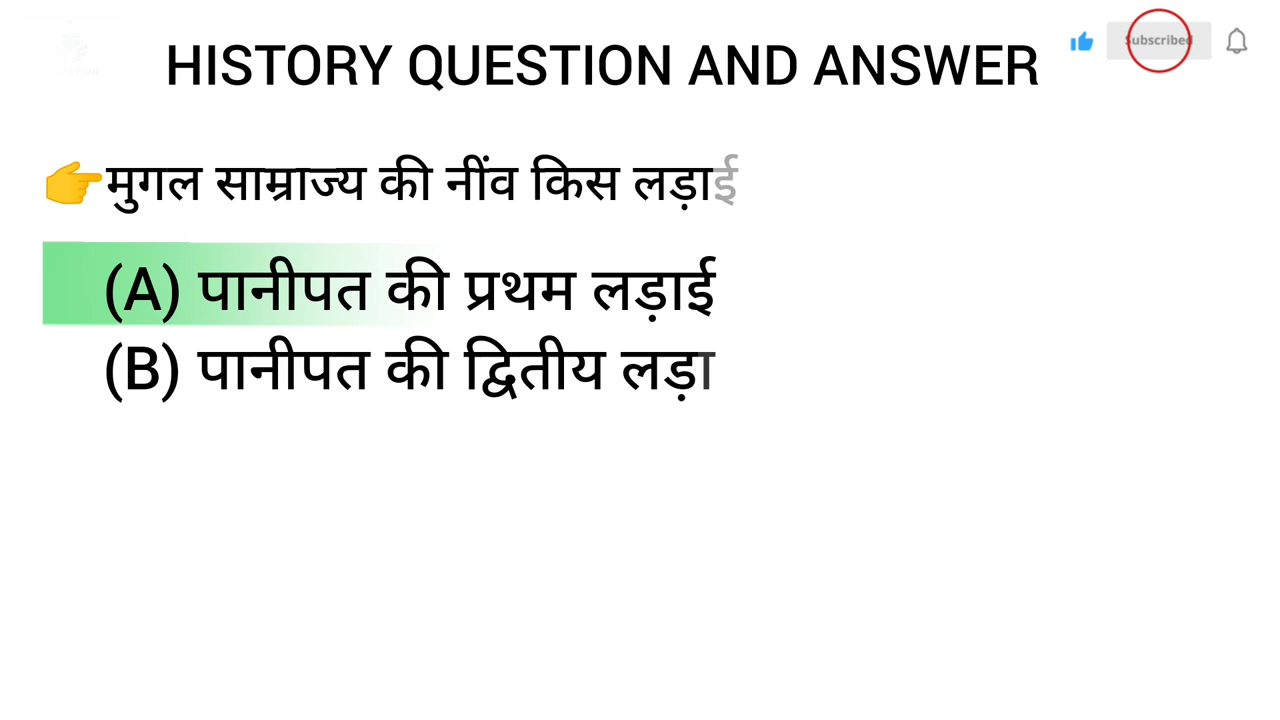 HISTORY QUESTION AND ANSWER
Subscribed
👉मुगल साम्राज्य की नींव किस लड़ाई
(A) पानीपत की प्रथम लड़ाई
(B) पानीपत की द्वितीय लड़ा